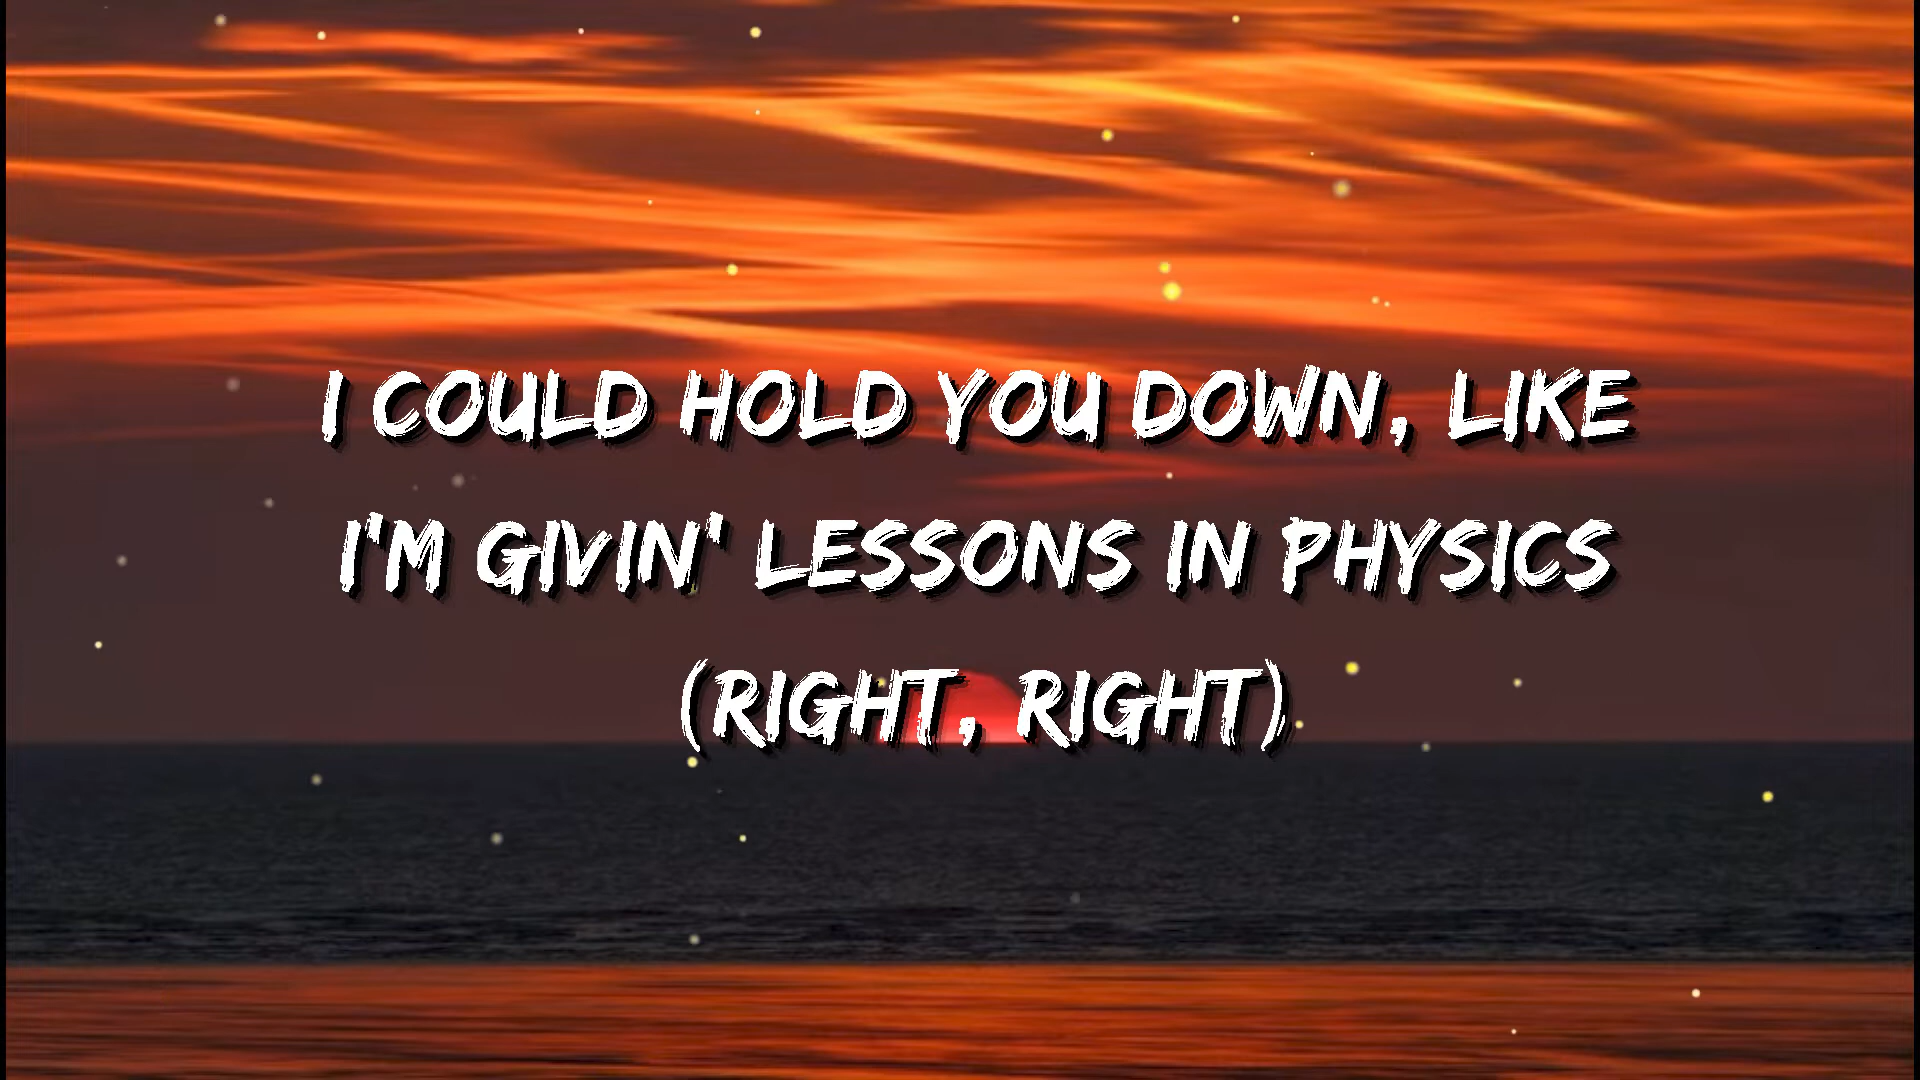 I COULD HOLD YOU DOWN, LIKE
I'M GIVIN' LESSONS IN PHYSICS
(RIGHT, RIGHT)